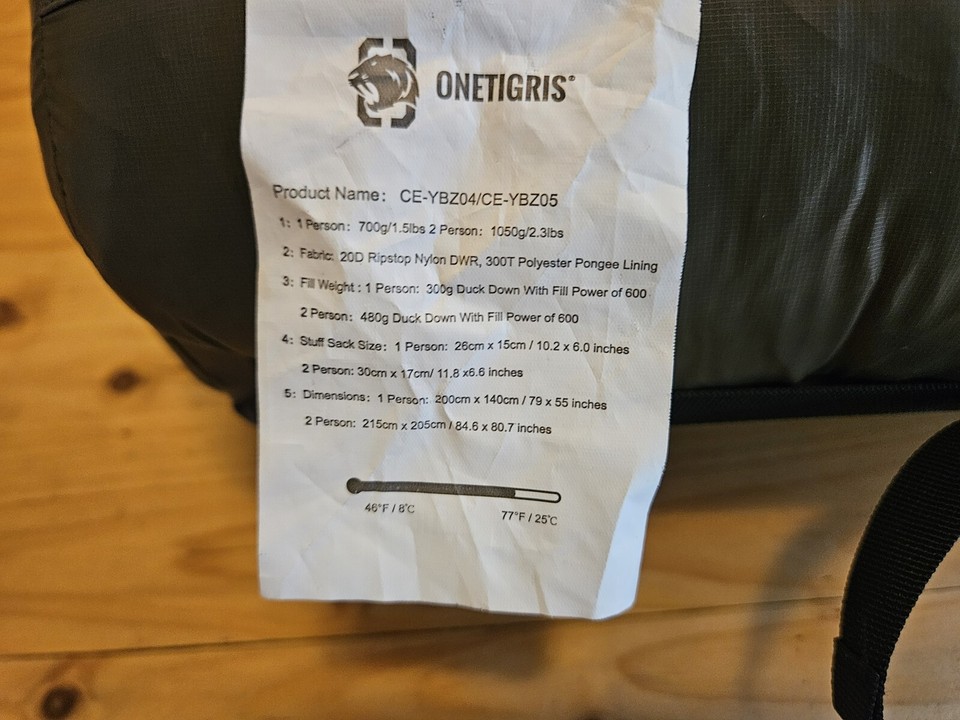 ONETIGRIS®
Product Name: CE-YBZ04/CE-YBZ05
1: 1 Person: 700g/1.5lbs 2 Person: 1050g/2.3lbs
2: Fabric: 20D Ripstop Nylon DWR, 300T Polyester Pongee Lining
3: Fill Weight : 1 Person: 300g Duck Down With Fill Power of 600
2 Person: 480g Duck Down With Fill Power of 600
4: Stuff Sack Size: 1 Person: 26cm x 15cm / 10.2 x 6.0 inches
2 Person: 30cm x 17cm/ 11.8 x6.6 inches
5: Dimensions: 1 Person: 200cm x 140cm / 79 x 55 inches
2 Person: 215cm x 205cm / 84.6 x 80.7 inches
46°F / 8°C 77°F / 25°C